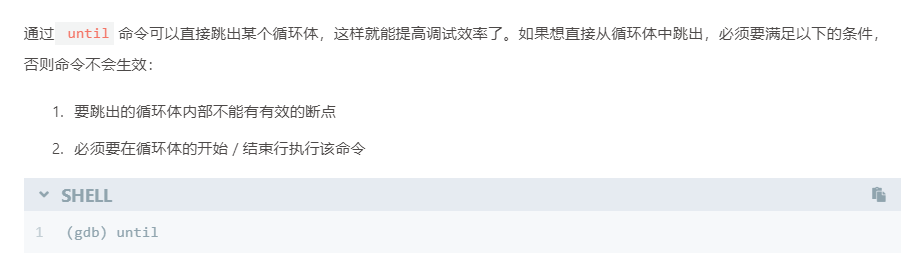 通过 until 命令可以直接跳出某个循环体，这样就能提高调试效率了。如果想直接从循环体中跳出，必须要满足以下的条件，
否则命令不会生效：
1. 要跳出的循环体内部不能有有效的断点
2. 必须要在循环体的开始 / 结束行执行该命令
SHELL
1 (gdb) until